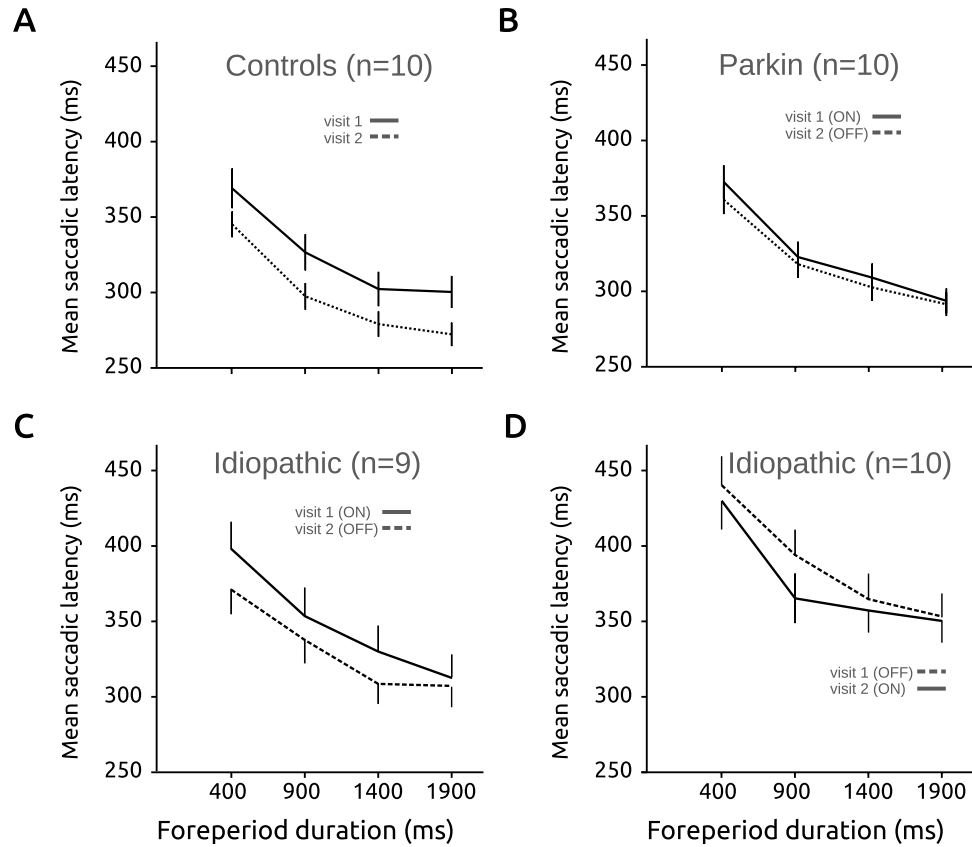 A
Controls (n=10)
visit 1
visit 2
Mean saccadic latency (ms)
450
400
350
300
250
B
Parkin (n=10)
visit 1 (ON)
visit 2 (OFF)
Mean saccadic latency (ms)
450
400
350
300
250
C
Idiopathic (n=9)
visit 1 (ON)
visit 2 (OFF)
Mean saccadic latency (ms)
450
400
350
300
250
400 900 1400 1900
Foreperiod duration (ms)
D
Idiopathic (n=10)
visit 1 (OFF)
visit 2 (ON)
Mean saccadic latency (ms)
450
400
350
300
250
400 900 1400 1900
Foreperiod duration (ms)